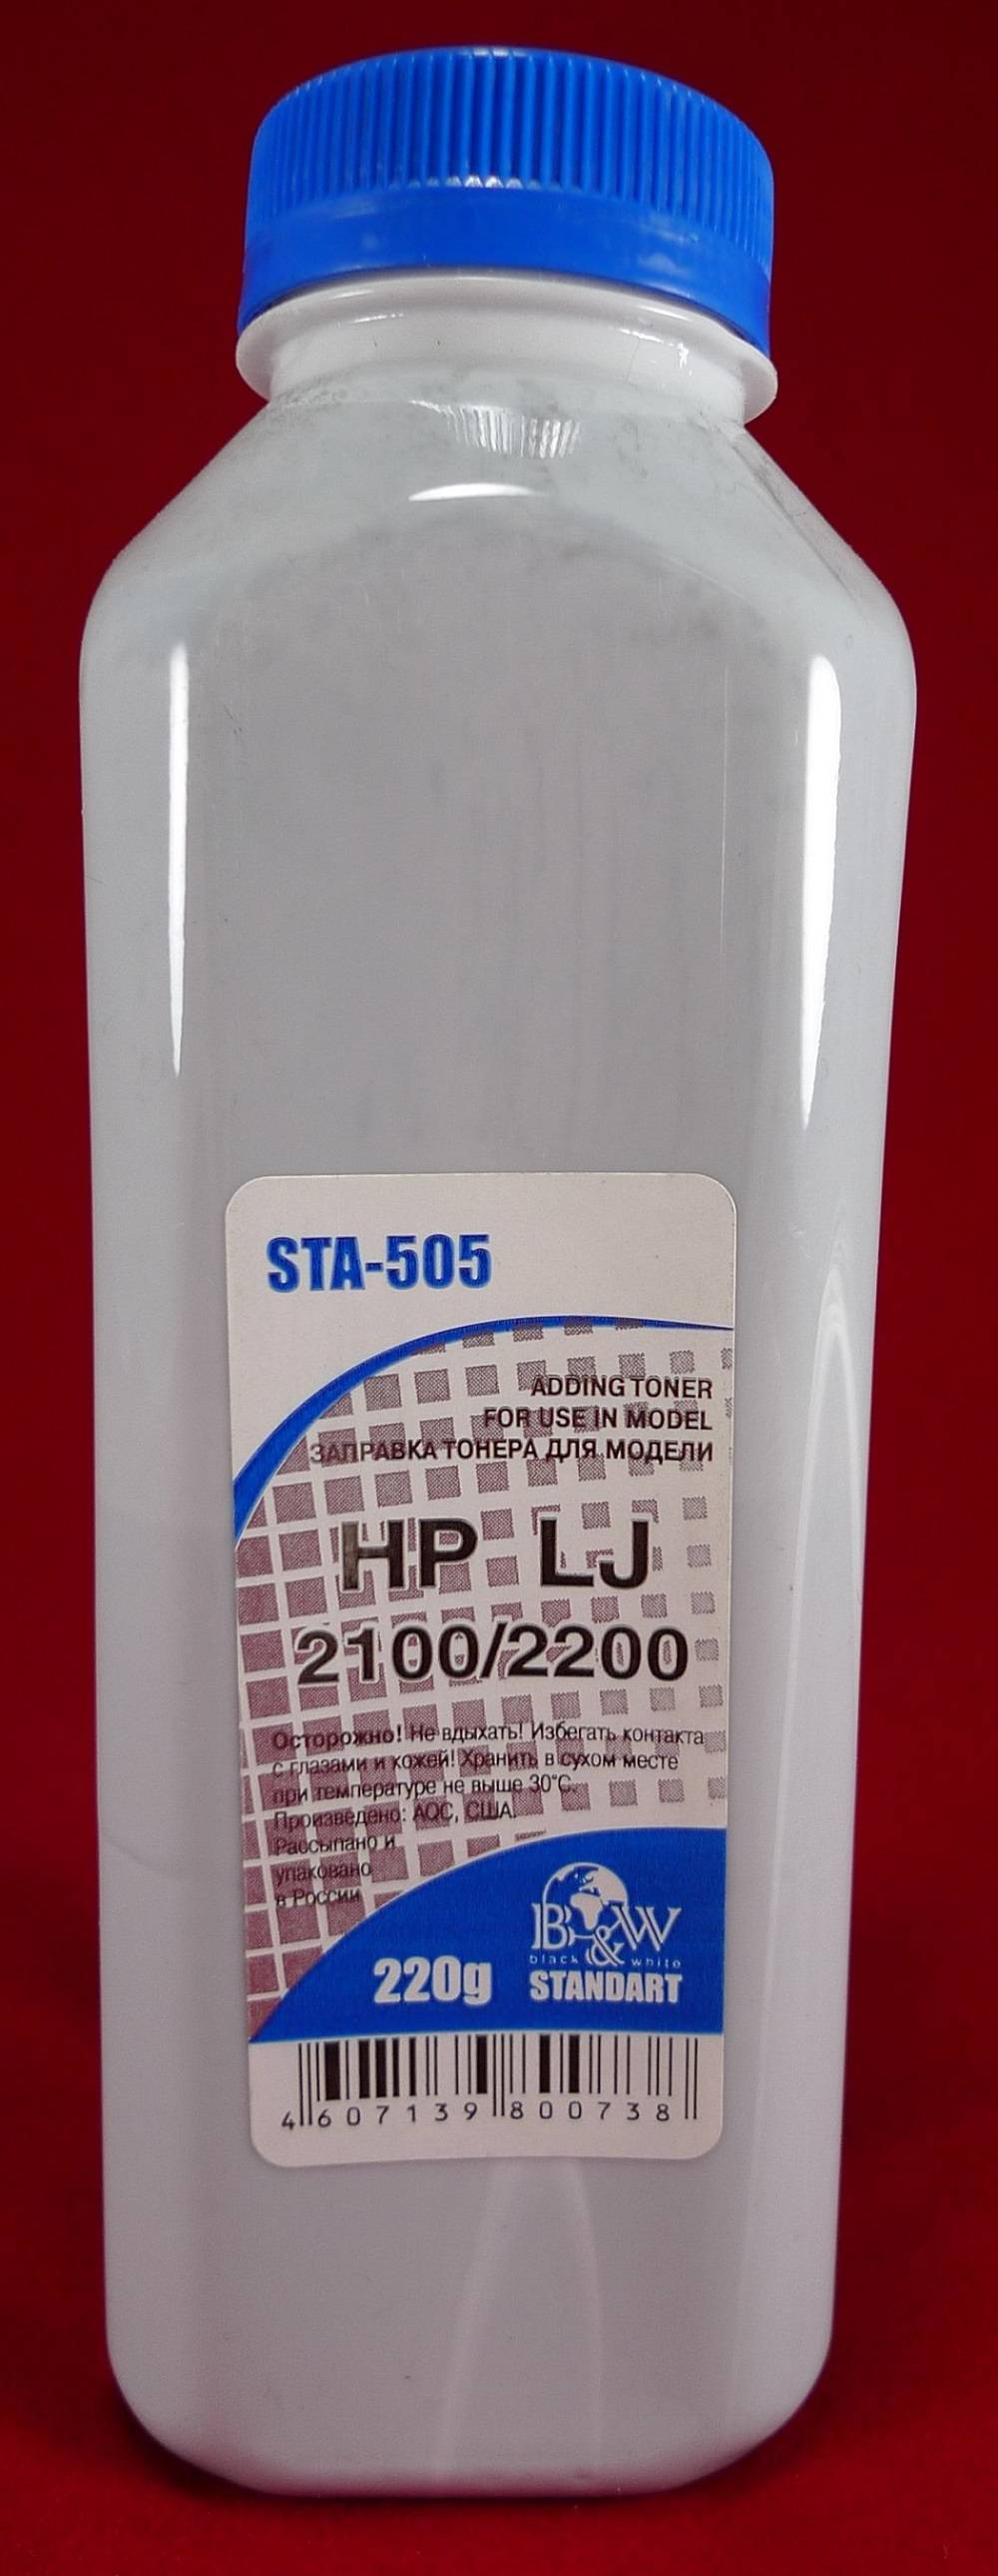 STA-505
ADDING TONER
FOR USE IN MODEL
ЗАПРАВКА ТОНЕРА ДЛЯ МОДЕЛИ
HP LJ
2100/2200
Осторожно! Не вдыхать! Избегать контакта
с глазами и кожей! Хранить в сухом месте
при температуре не выше 30°C.
Произведено: AQC, США.
Рассыпано и
упаковано
в России
B&W
black & white
220g
STANDART
4 607139 800738